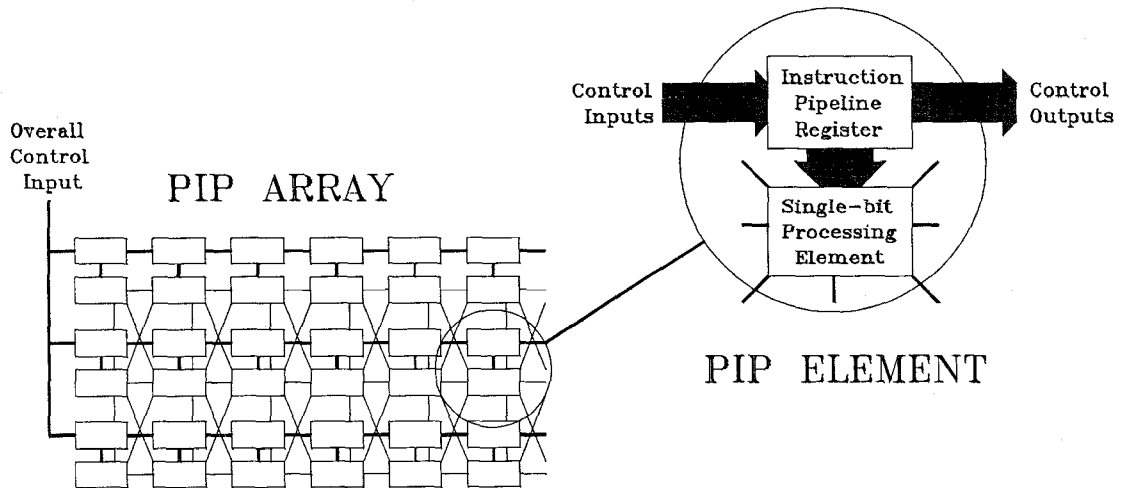 Overall
Control
Input
PIP ARRAY
Control
Inputs
Instruction
Pipeline
Register
Control
Outputs
Single-bit
Processing
Element
PIP ELEMENT